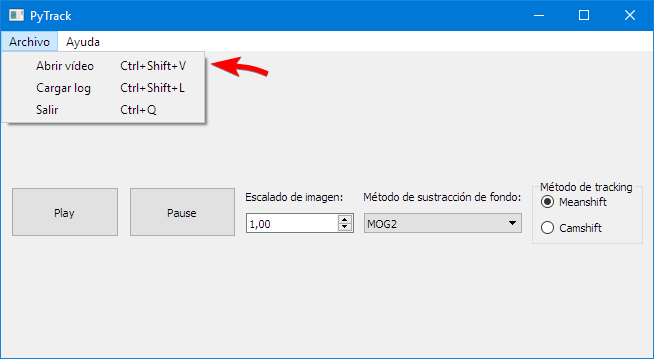 PyTrack
Archivo Ayuda
Abrir vídeo Ctrl+Shift+V
Cargar log Ctrl+Shift+L
Salir Ctrl+Q
Play
Pause
Escalado de imagen:
1,00
Método de sustracción de fondo:
MOG2
Método de tracking
Meanshift
Camshift